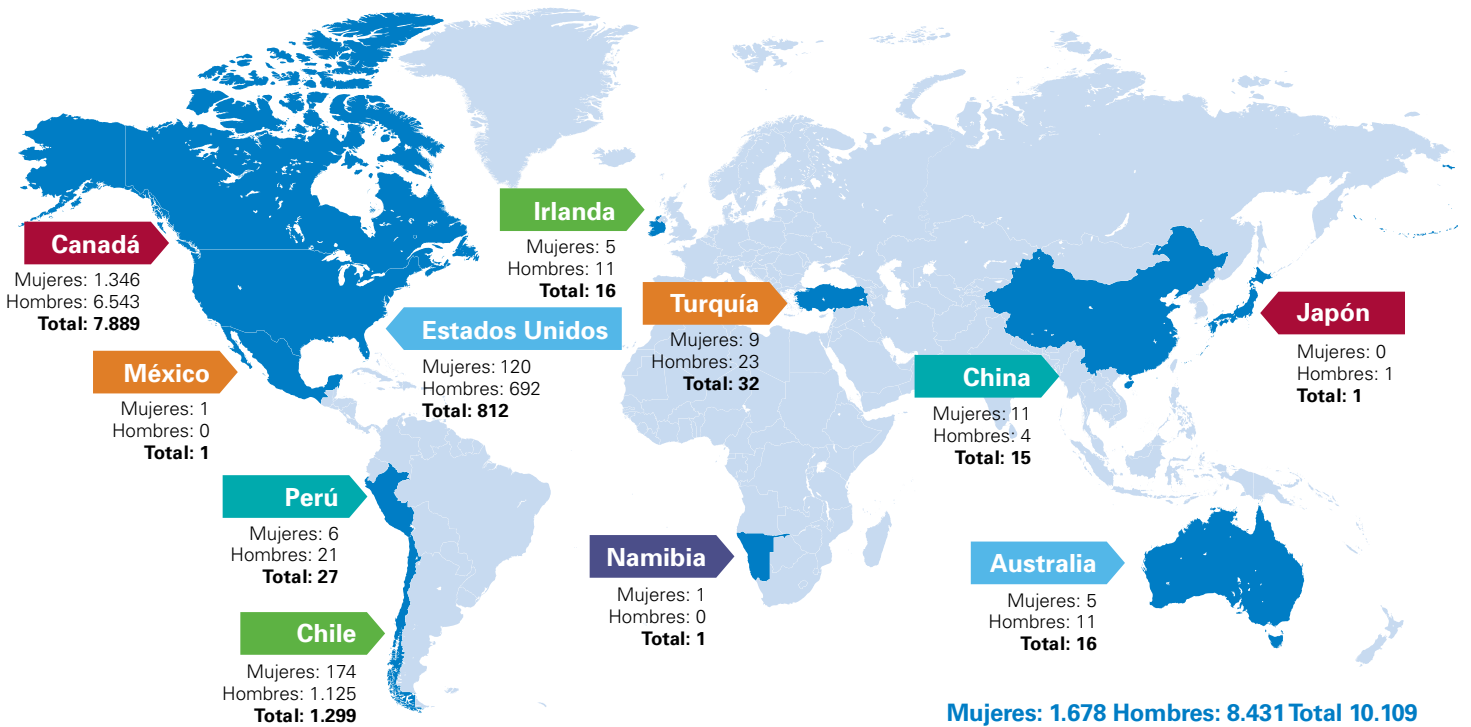 Canadá
Mujeres: 1.346
Hombres: 6.543
Total: 7.889
México
Mujeres: 1
Hombres: 0
Total: 1
Estados Unidos
Mujeres: 120
Hombres: 692
Total: 812
Irlanda
Mujeres: 5
Hombres: 11
Total: 16
Turquía
Mujeres: 9
Hombres: 23
Total: 32
China
Mujeres: 11
Hombres: 4
Total: 15
Japón
Mujeres: 0
Hombres: 1
Total: 1
Perú
Mujeres: 6
Hombres: 21
Total: 27
Chile
Mujeres: 174
Hombres: 1.125
Total: 1.299
Namibia
Mujeres: 1
Hombres: 0
Total: 1
Australia
Mujeres: 5
Hombres: 11
Total: 16
Mujeres: 1.678 Hombres: 8.431 Total 10.109